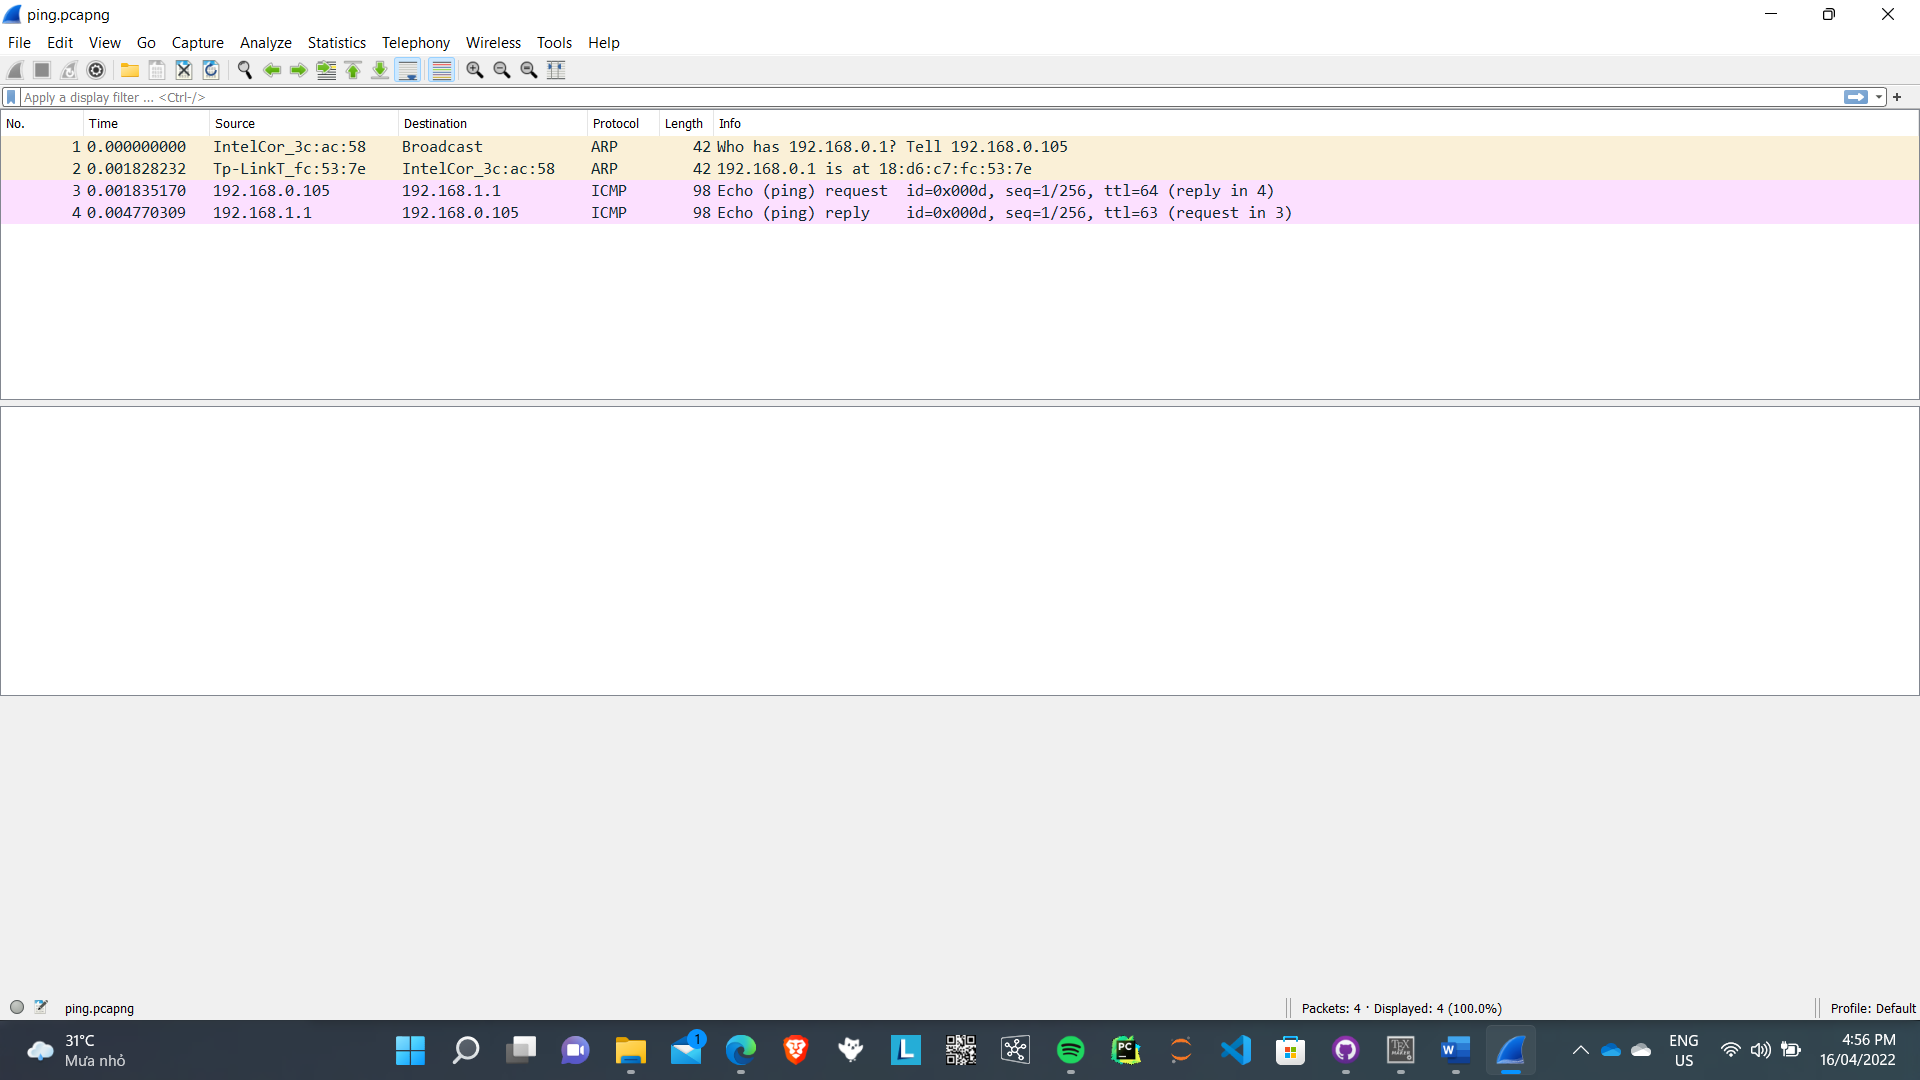 ping.pcapng
File Edit View Go Capture Analyze Statistics Telephony Wireless Tools Help
Apply a display filter ... <Ctrl-/>
No. Time Source Destination Protocol Length Info
1 0.000000000 IntelCor_3c:ac:58 Broadcast ARP 42 Who has 192.168.0.1? Tell 192.168.0.105
2 0.001828232 Tp-LinkT_fc:53:7e IntelCor_3c:ac:58 ARP 42 192.168.0.1 is at 18:d6:c7:fc:53:7e
3 0.001835170 192.168.0.105 192.168.1.1 ICMP 98 Echo (ping) request id=0x000d, seq=1/256, ttl=64 (reply in 4)
4 0.004770309 192.168.1.1 192.168.0.105 ICMP 98 Echo (ping) reply id=0x000d, seq=1/256, ttl=63 (request in 3)
ping.pcapng Packets: 4 · Displayed: 4 (100.0%) Profile: Default
31°C
Mưa nhỏ
1
L
PC
TEX
MAKER
W
ENG
US
4:56 PM
16/04/2022